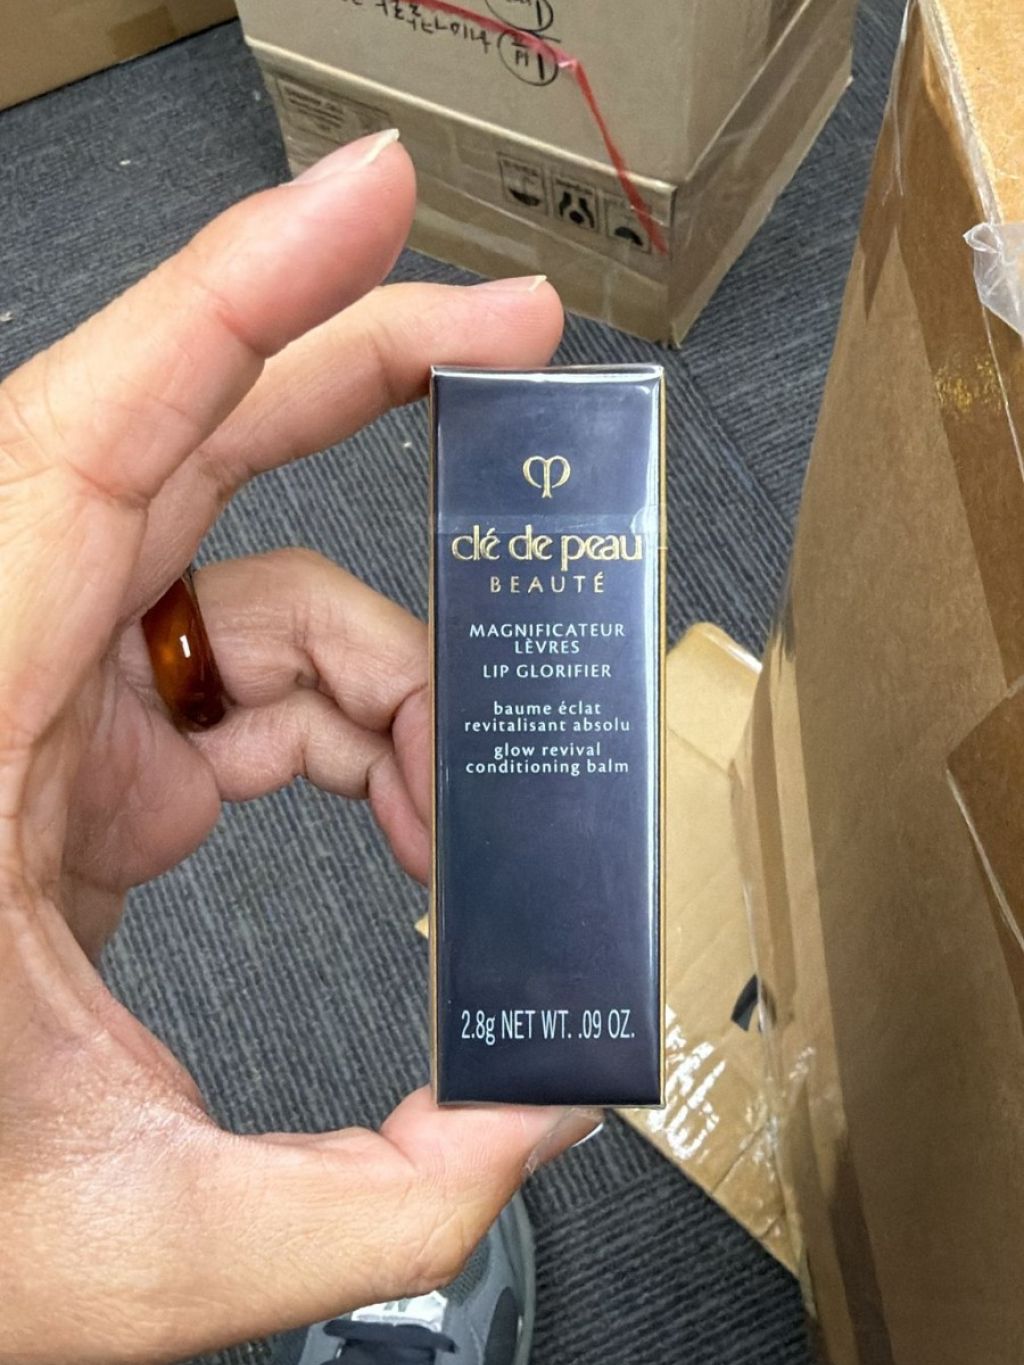 clé de peau
BEAUTÉ
MAGNIFICATEUR
LÈVRES
LIP GLORIFIER
baume éclat
revitalisant absolu
glow revival
conditioning balm
2.8g NET WT. .09 OZ.